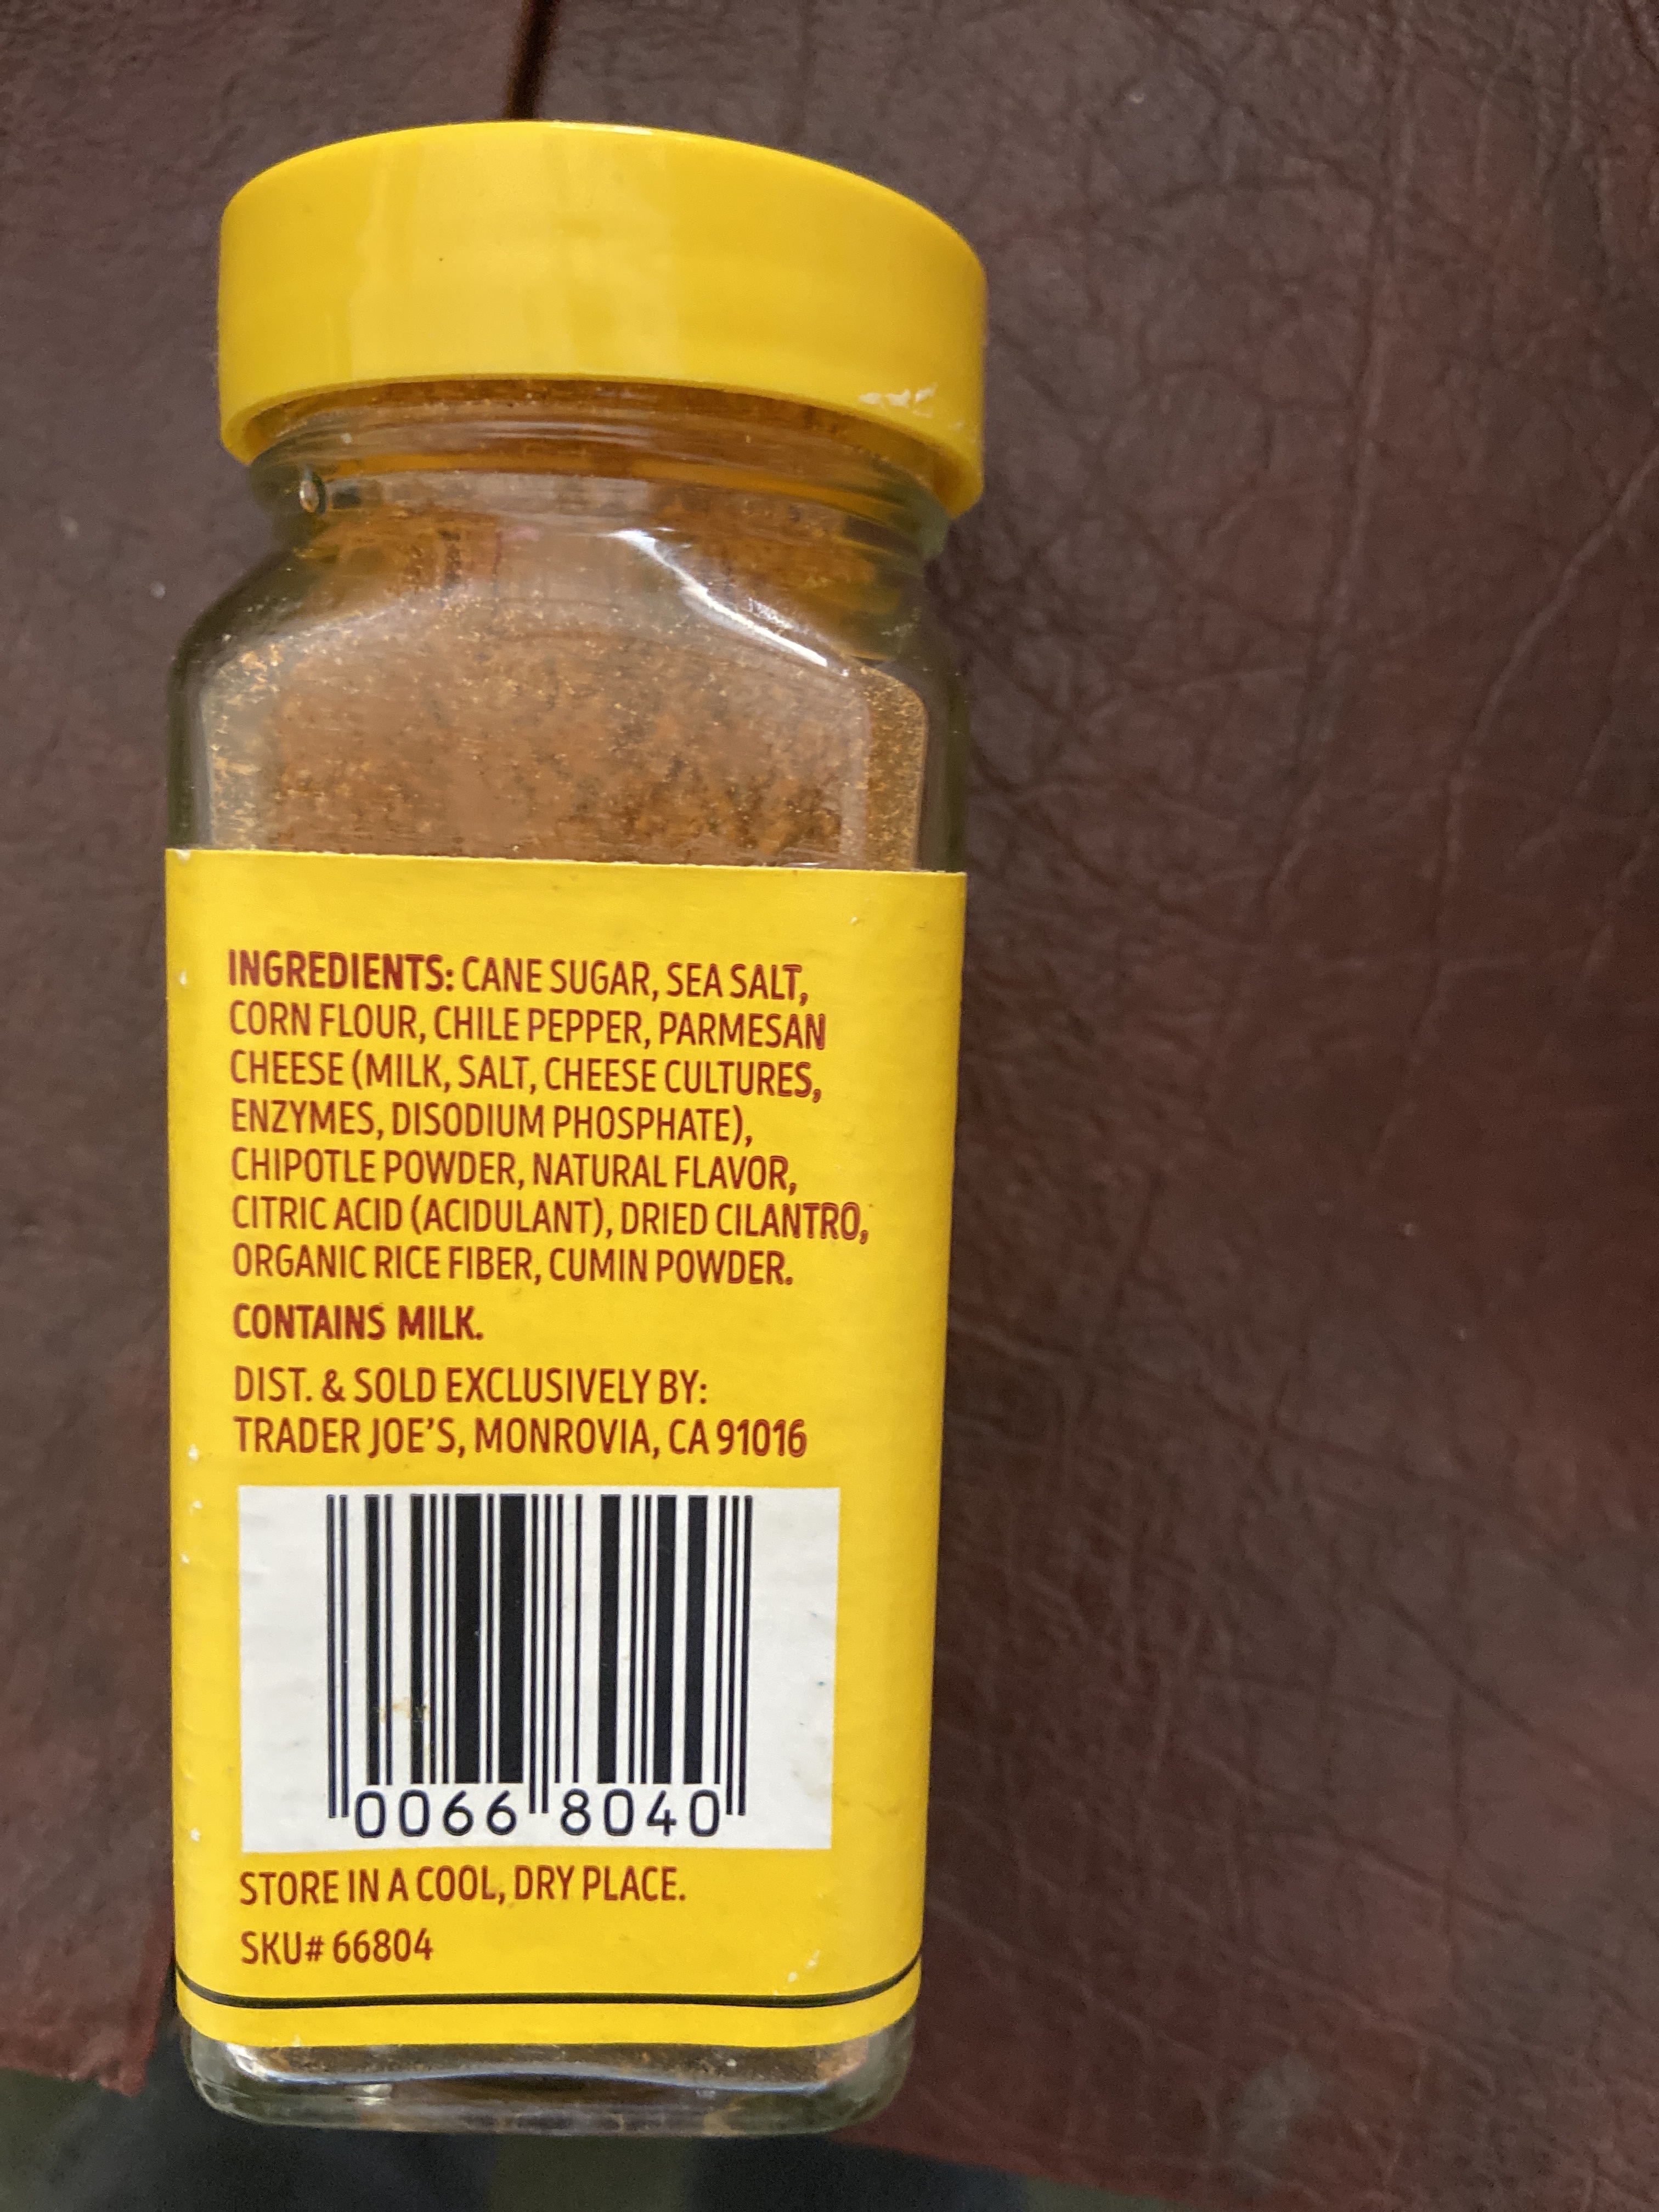 INGREDIENTS: CANE SUGAR, SEA SALT,
CORN FLOUR, CHILE PEPPER, PARMESAN
CHEESE (MILK, SALT, CHEESE CULTURES,
ENZYMES, DISODIUM PHOSPHATE),
CHIPOTLE POWDER, NATURAL FLAVOR,
CITRIC ACID (ACIDULANT), DRIED CILANTRO,
ORGANIC RICE FIBER, CUMIN POWDER.
CONTAINS MILK.
DIST. & SOLD EXCLUSIVELY BY:
TRADER JOE'S, MONROVIA, CA 91016
0066 8040
STORE IN A COOL, DRY PLACE.
SKU# 66804